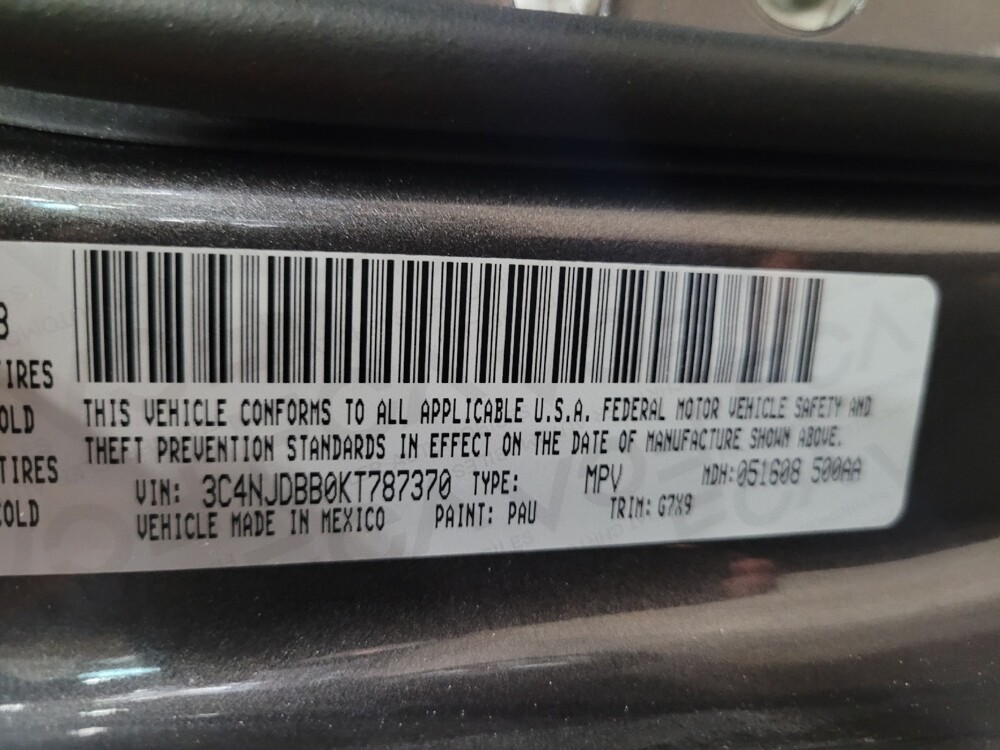 TIRES
OLD
TIRES
COLD
THIS VEHICLE CONFORMS TO ALL APPLICABLE U.S.A. FEDERAL MOTOR VEHICLE SAFETY AND
THEFT PREVENTION STANDARDS IN EFFECT ON THE DATE OF MANUFACTURE SHOWN ABOVE.
VIN: 3C4NJDBB0KT787370 TYPE: MPV MDH:051608 500AA
VEHICLE MADE IN MEXICO PAINT: PAU TRIM: G7X9